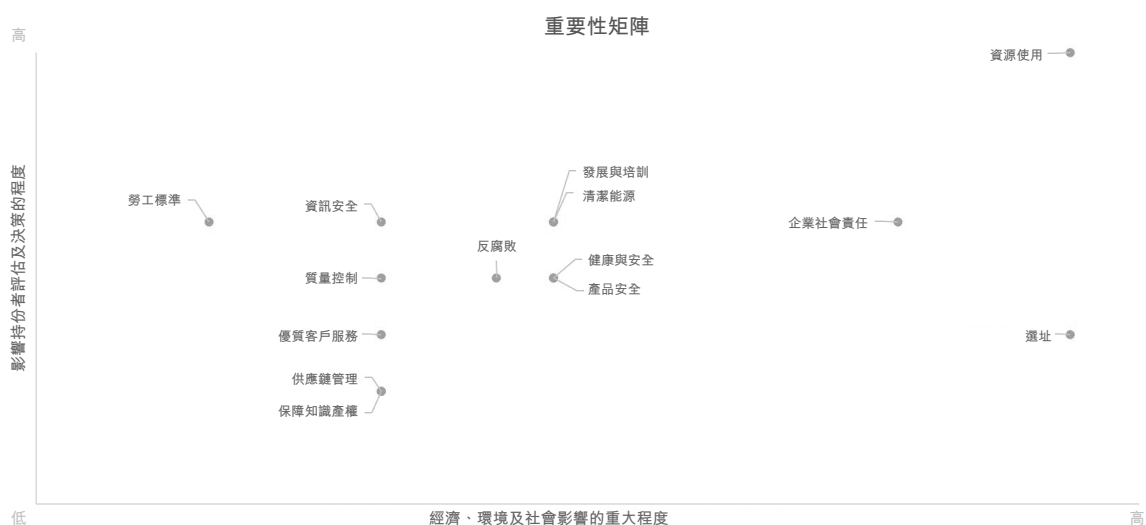 重要性矩陣
高
資源使用
發展與培訓
清潔能源
勞工標準
資訊安全
企業社會責任
反腐敗
健康與安全
質量控制
產品安全
優質客戶服務
選址
供應鏈管理
保障知識產權
影響持份者評估及決策的程度
低
經濟、環境及社會影響的重大程度
高